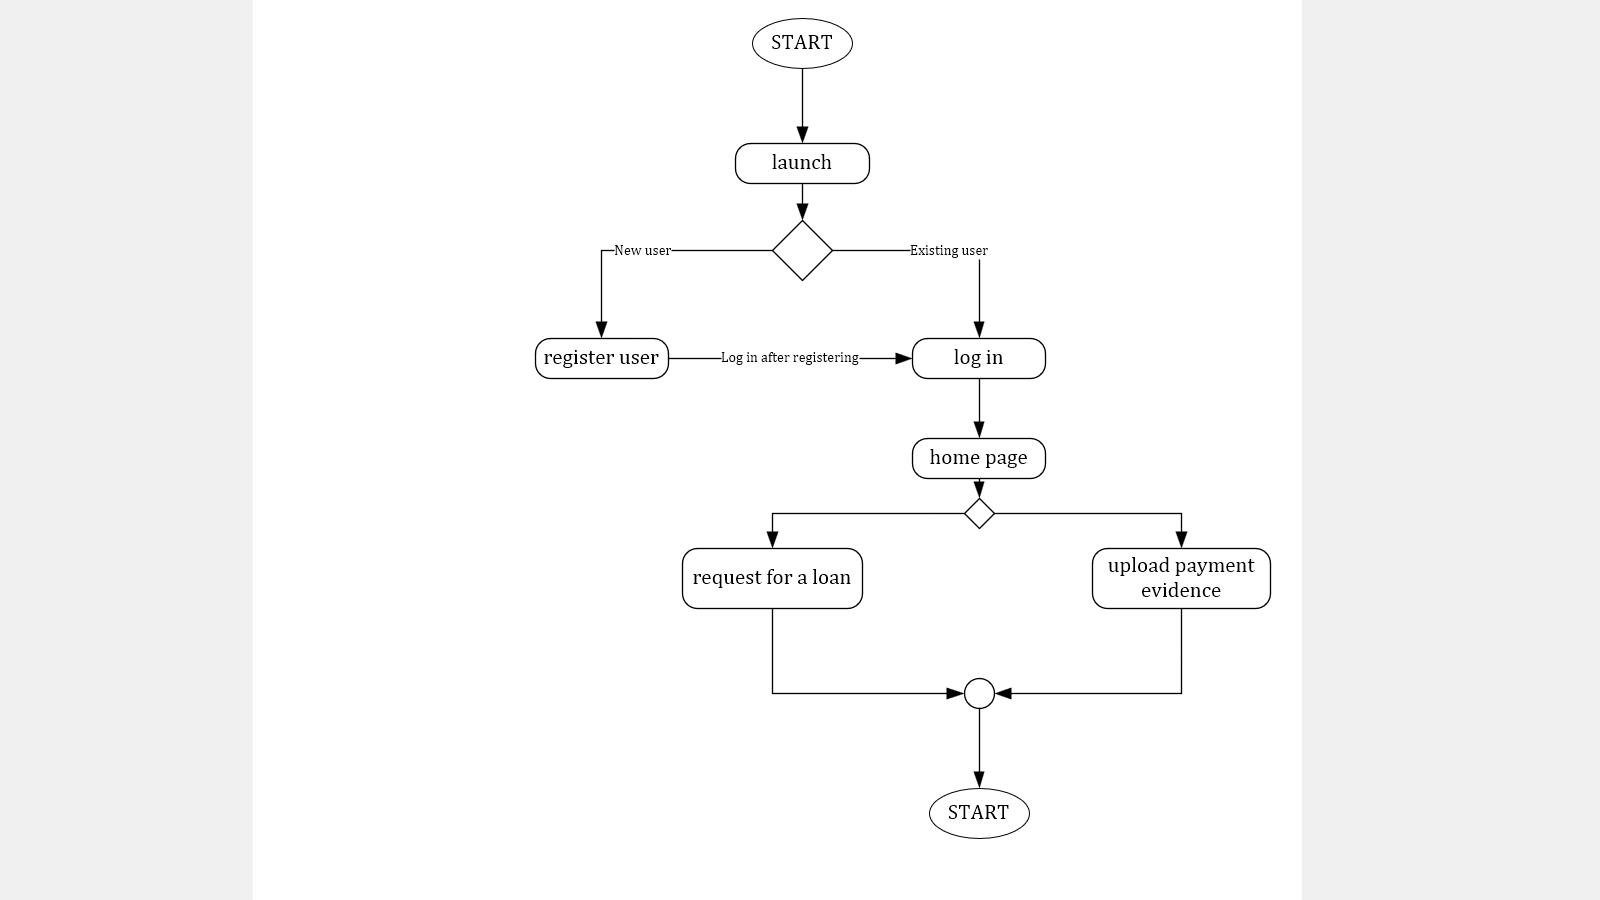 START
launch
New user
Existing user
register user
Log in after registering
log in
home page
request for a loan
upload payment
evidence
START